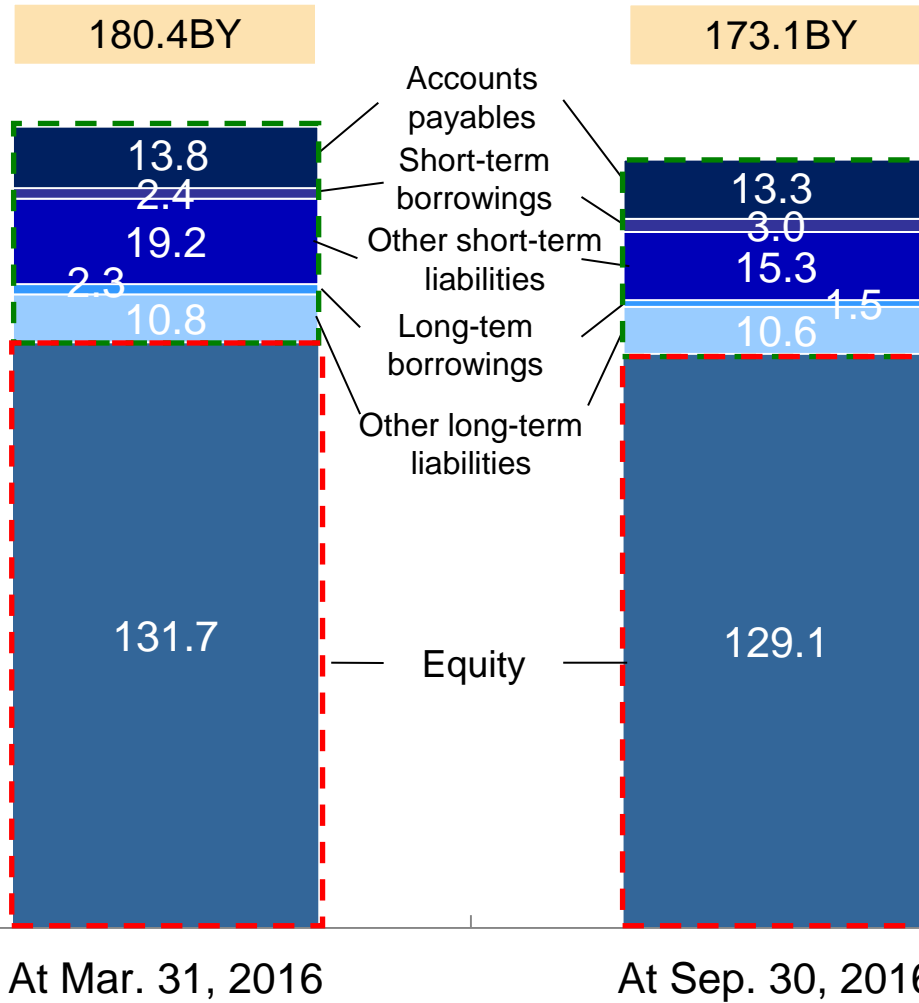 180.4BY
173.1BY
Accounts
payables
Short-term
borrowings
Other short-term
liabilities
Long-tem
borrowings
Other long-term
liabilities
Equity
13.8
2.4
19.2
2.3
10.8
131.7
13.3
3.0
15.3
1.5
10.6
129.1
At Mar. 31, 2016
At Sep. 30, 2016